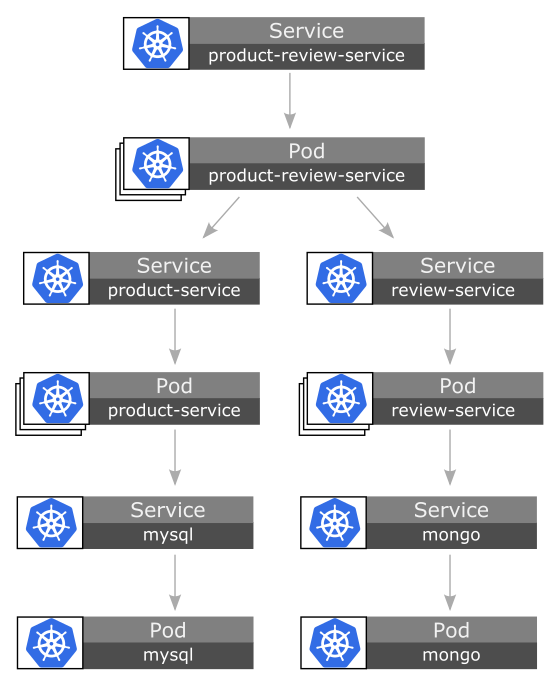 Service
product-review-service
Pod
product-review-service
Service
product-service
Service
review-service
Pod
product-service
Pod
review-service
Service
mysql
Service
mongo
Pod
mysql
Pod
mongo